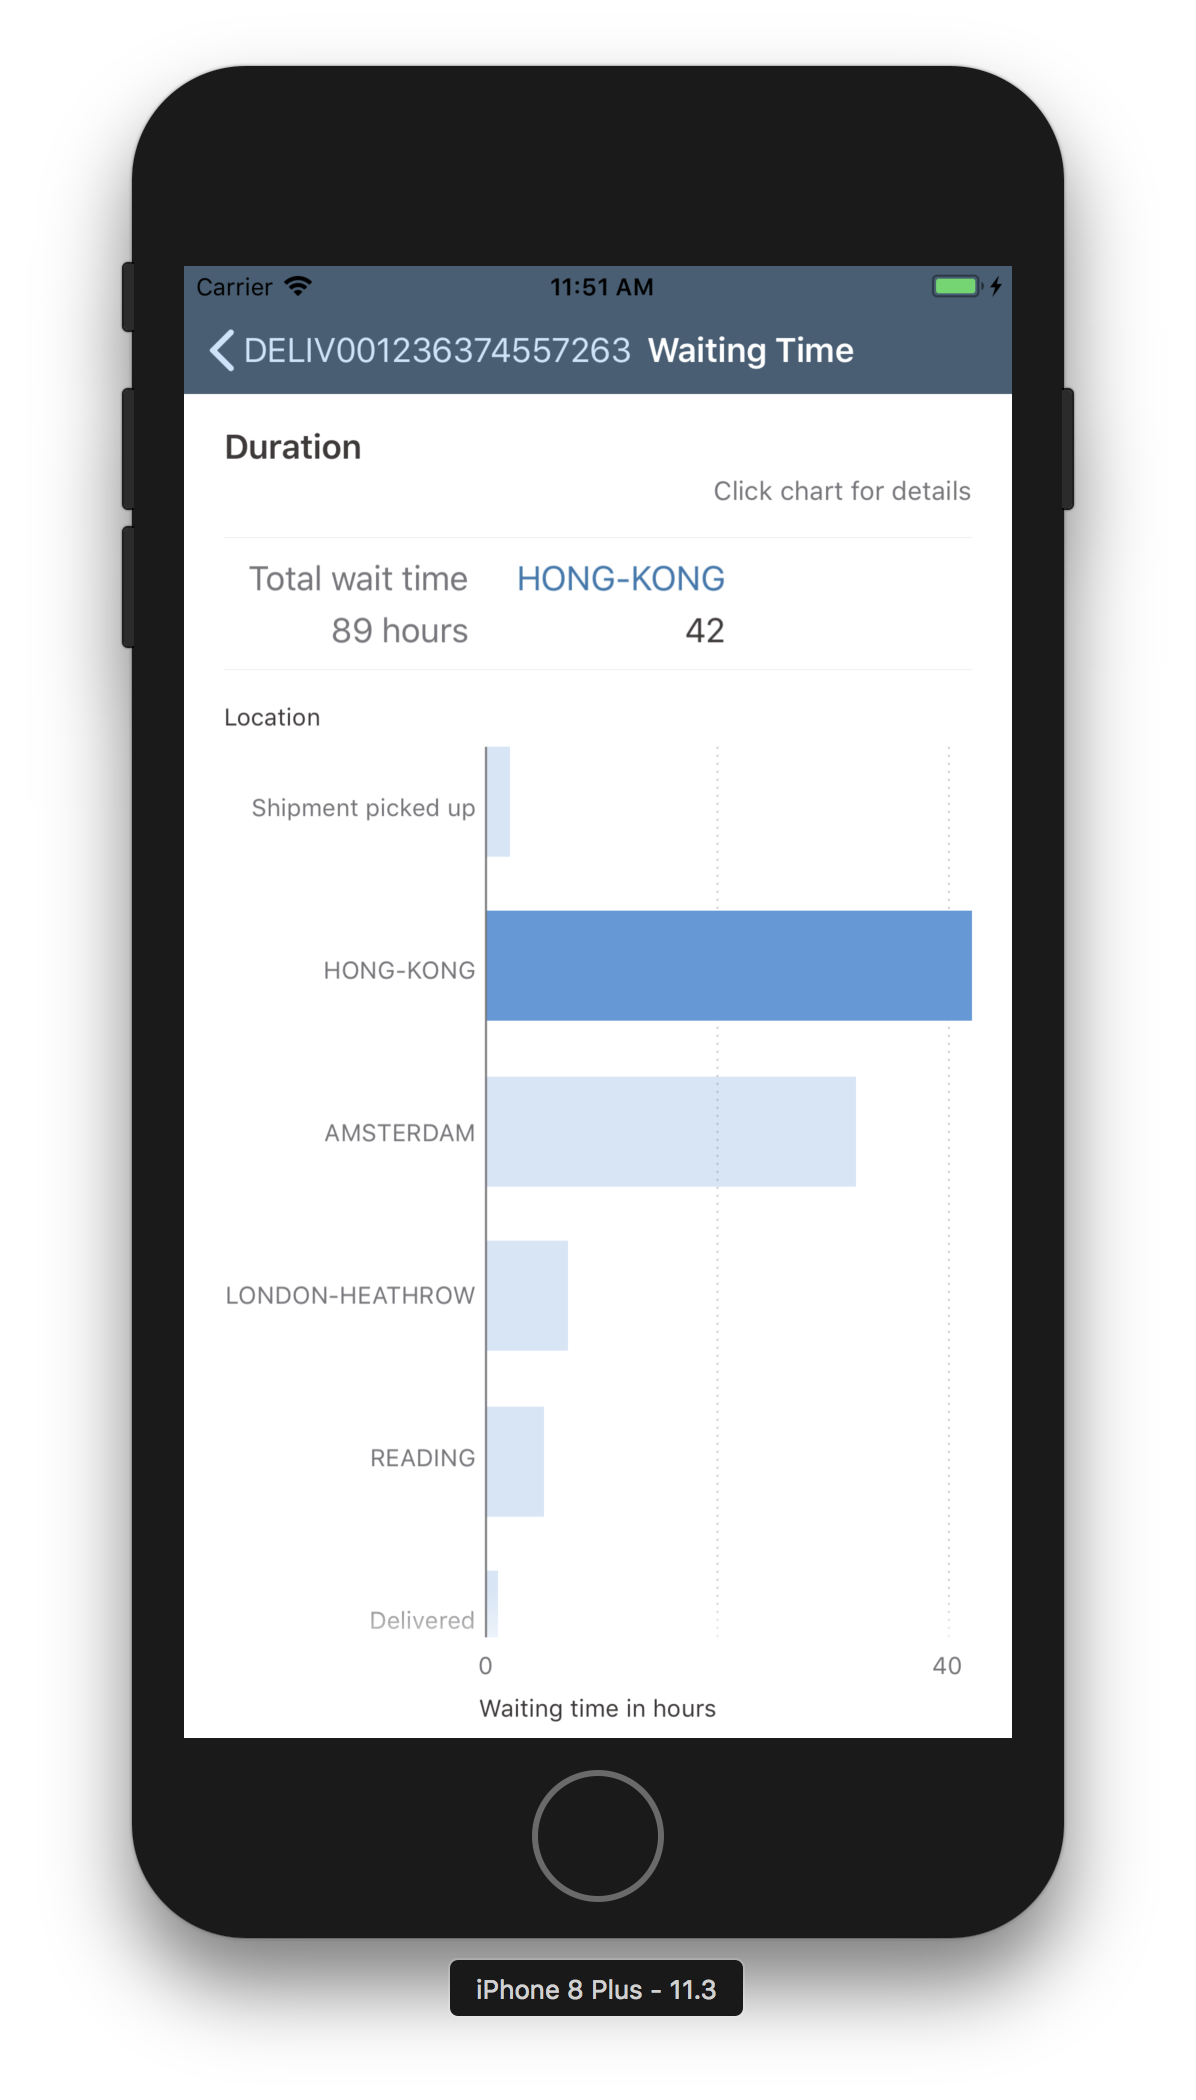 Carrier 11:51 AM
DELIV001236374557263 Waiting Time
Duration
Click chart for details
Total wait time HONG-KONG
89 hours 42
Location
Shipment picked up
HONG-KONG
AMSTERDAM
LONDON-HEATHROW
READING
Delivered
0 40
Waiting time in hours
iPhone 8 Plus - 11.3